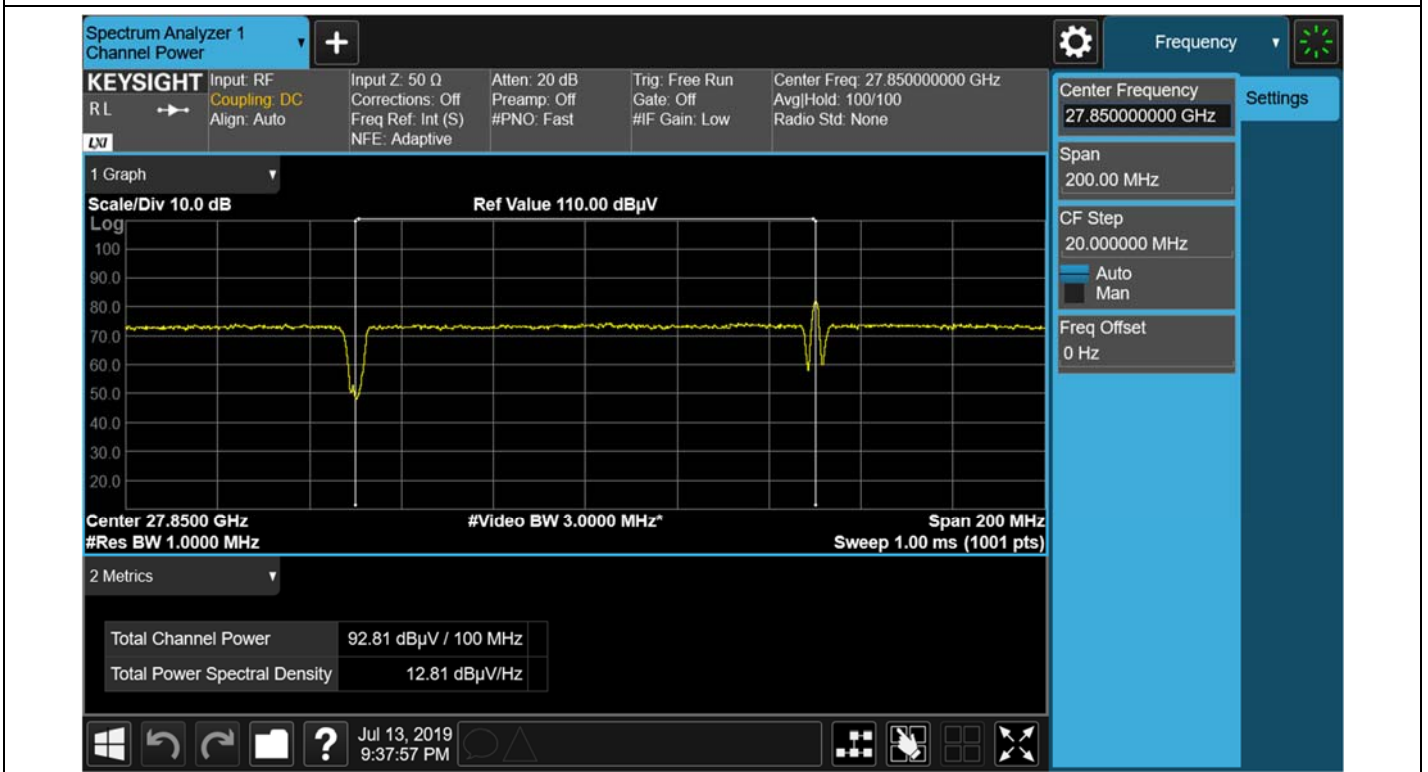 Spectrum Analyzer 1
Channel Power
+
Frequency
KEYSIGHT
RL
LXI
Input: RF
Coupling: DC
Align: Auto
Input Z: 50 Ω
Corrections: Off
Freq Ref: Int (S)
NFE: Adaptive
Atten: 20 dB
Preamp: Off
#PNO: Fast
Trig: Free Run
Gate: Off
#IF Gain: Low
Center Freq: 27.850000000 GHz
Avg|Hold: 100/100
Radio Std: None
Center Frequency
27.850000000 GHz
Settings
Span
200.00 MHz
CF Step
20.000000 MHz
Auto
Man
Freq Offset
0 Hz
1 Graph
Scale/Div 10.0 dB
Ref Value 110.00 dBµV
Log
100
90.0
80.0
70.0
60.0
50.0
40.0
30.0
20.0
Center 27.8500 GHz
#Video BW 3.0000 MHz*
Span 200 MHz
#Res BW 1.0000 MHz
Sweep 1.00 ms (1001 pts)
2 Metrics
Total Channel Power 92.81 dBµV / 100 MHz
Total Power Spectral Density 12.81 dBµV/Hz
?
Jul 13, 2019
9:37:57 PM